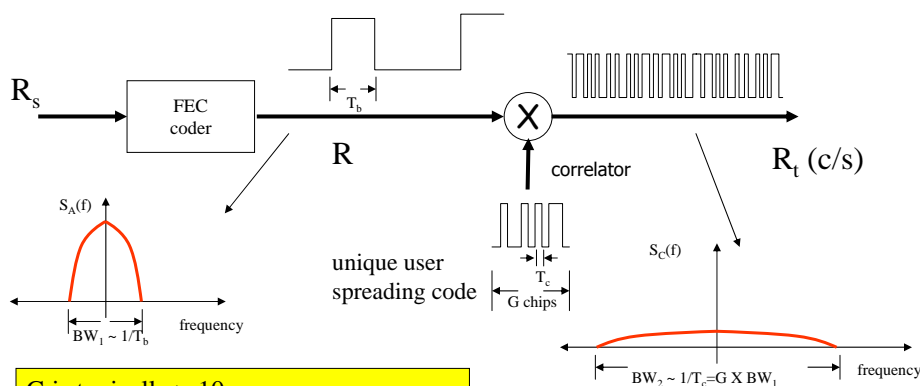 R_s
FEC
coder
T_b
R
X
correlator
R_t (c/s)
S_A(f)
frequency
BW_1 ~ 1/T_b
unique user
spreading code
T_c
G chips
S_C(f)
frequency
BW_2 ~ 1/T_c=G X BW_1